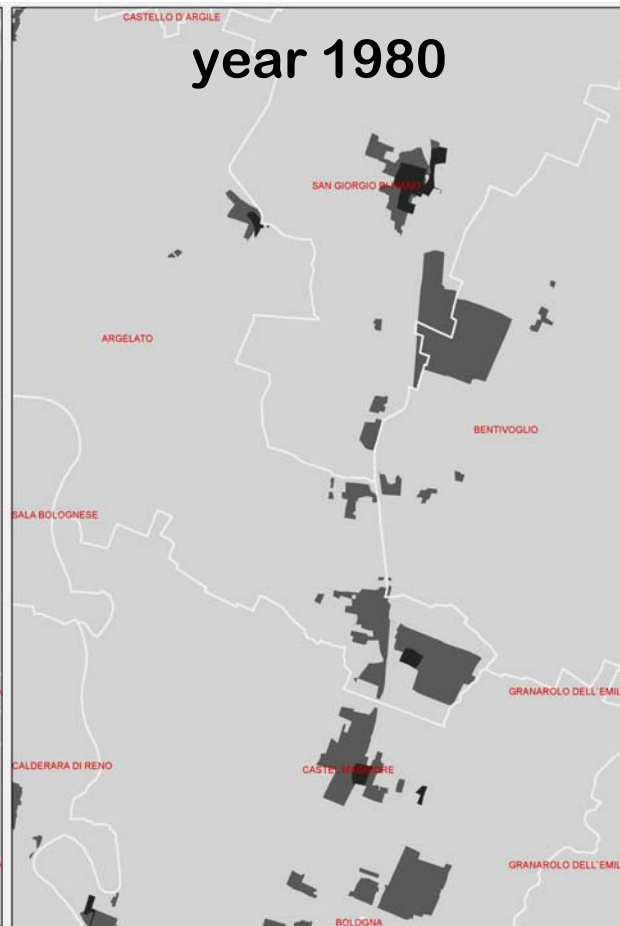 CASTELLO D'ARGILE
year 1980
SAN GIORGIO DI PIANO
ARGELATO
BENTIVOGLIO
SALA BOLOGNESE
GRANAROLO DELL'EMIL
CALDERARA DI RENO
CASTEL MAGGIORE
GRANAROLO DELL'EMIL
BOLOGNA